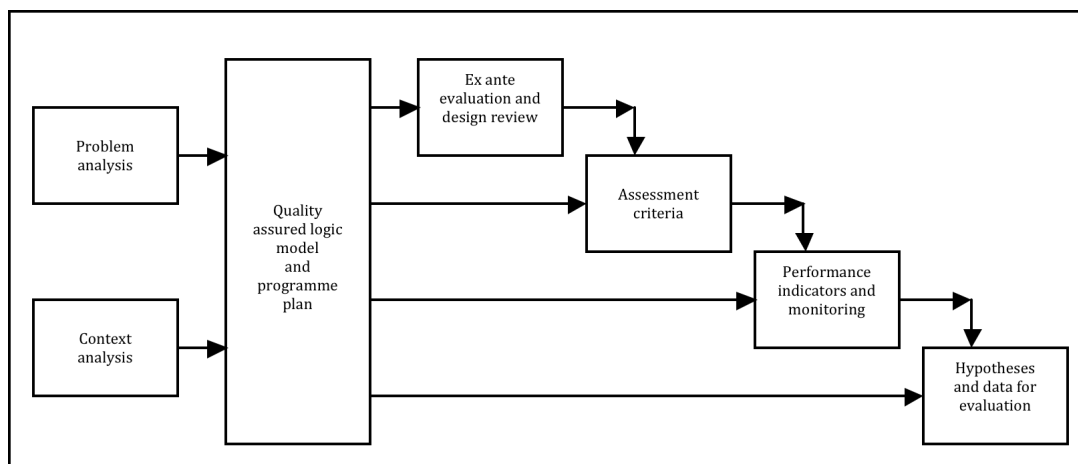 Problem
analysis
Context
analysis
Quality
assured logic
model
and
programme
plan
Ex ante
evaluation and
design review
Assessment
criteria
Performance
indicators and
monitoring
Hypotheses
and data for
evaluation